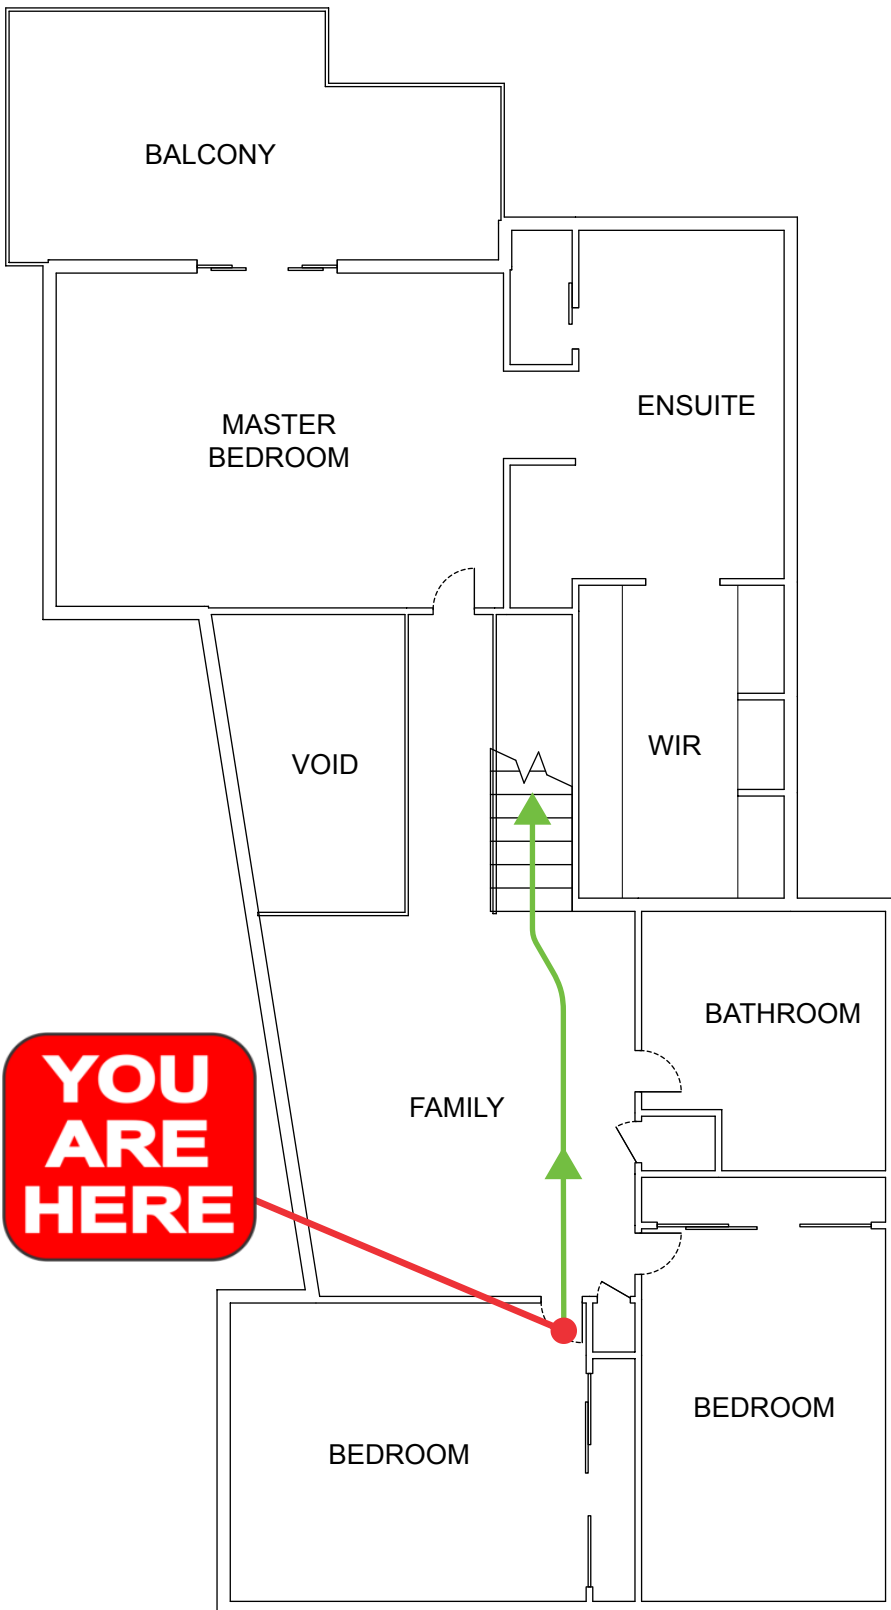 BALCONY
MASTER
BEDROOM
ENSUITE
VOID
WIR
BATHROOM
FAMILY
YOU
ARE
HERE
BEDROOM
BEDROOM